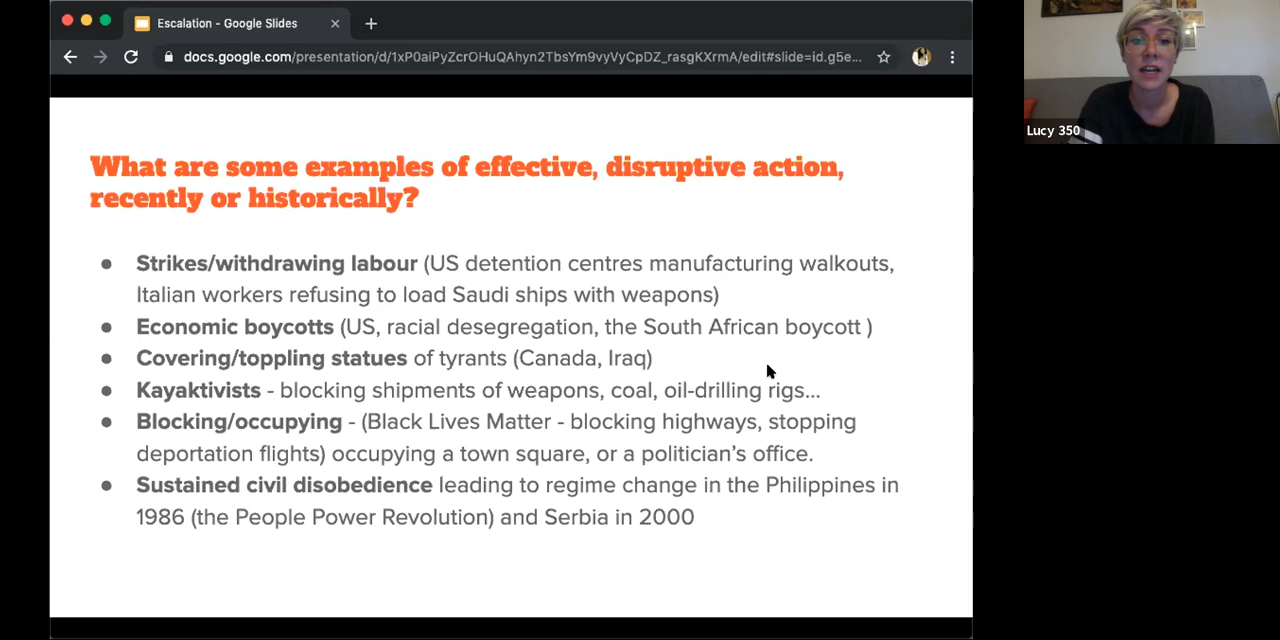 Escalation - Google Slides
docs.google.com/presentation/d/1xP0aiPyZcrOHuQAhyn2TbsYm9vyVyCpDZ_rasgKXrmA/edit#slide=id.g5e...
Lucy 350
What are some examples of effective, disruptive action,
recently or historically?
● Strikes/withdrawing labour (US detention centres manufacturing walkouts,
Italian workers refusing to load Saudi ships with weapons)
● Economic boycotts (US, racial desegregation, the South African boycott )
● Covering/toppling statues of tyrants (Canada, Iraq)
● Kayaktivists - blocking shipments of weapons, coal, oil-drilling rigs...
● Blocking/occupying - (Black Lives Matter - blocking highways, stopping
deportation flights) occupying a town square, or a politician’s office.
● Sustained civil disobedience leading to regime change in the Philippines in
1986 (the People Power Revolution) and Serbia in 2000